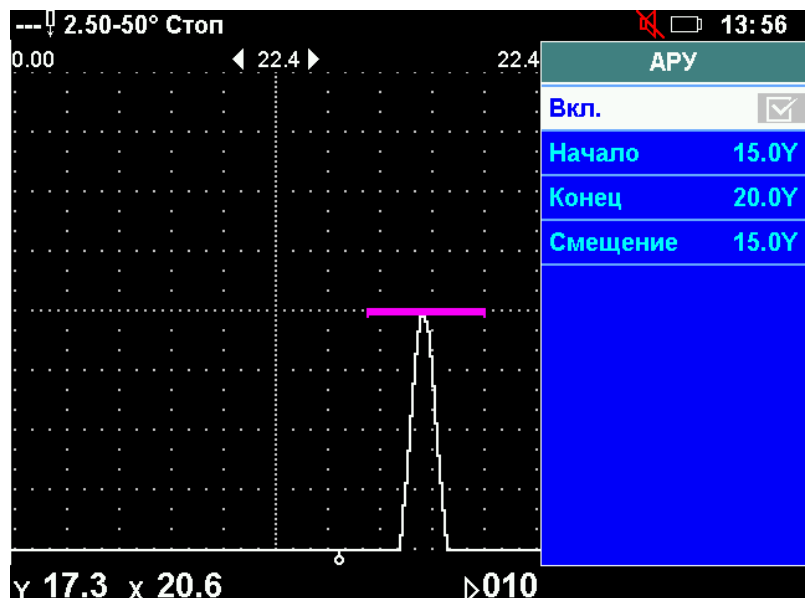 --- 2.50-50° Стоп 13:56
0.00 ◀ 22.4 ▶ 22.4
АРУ
Вкл.
Начало 15.0Y
Конец 20.0Y
Смещение 15.0Y
Y 17.3 X 20.6 ▷010